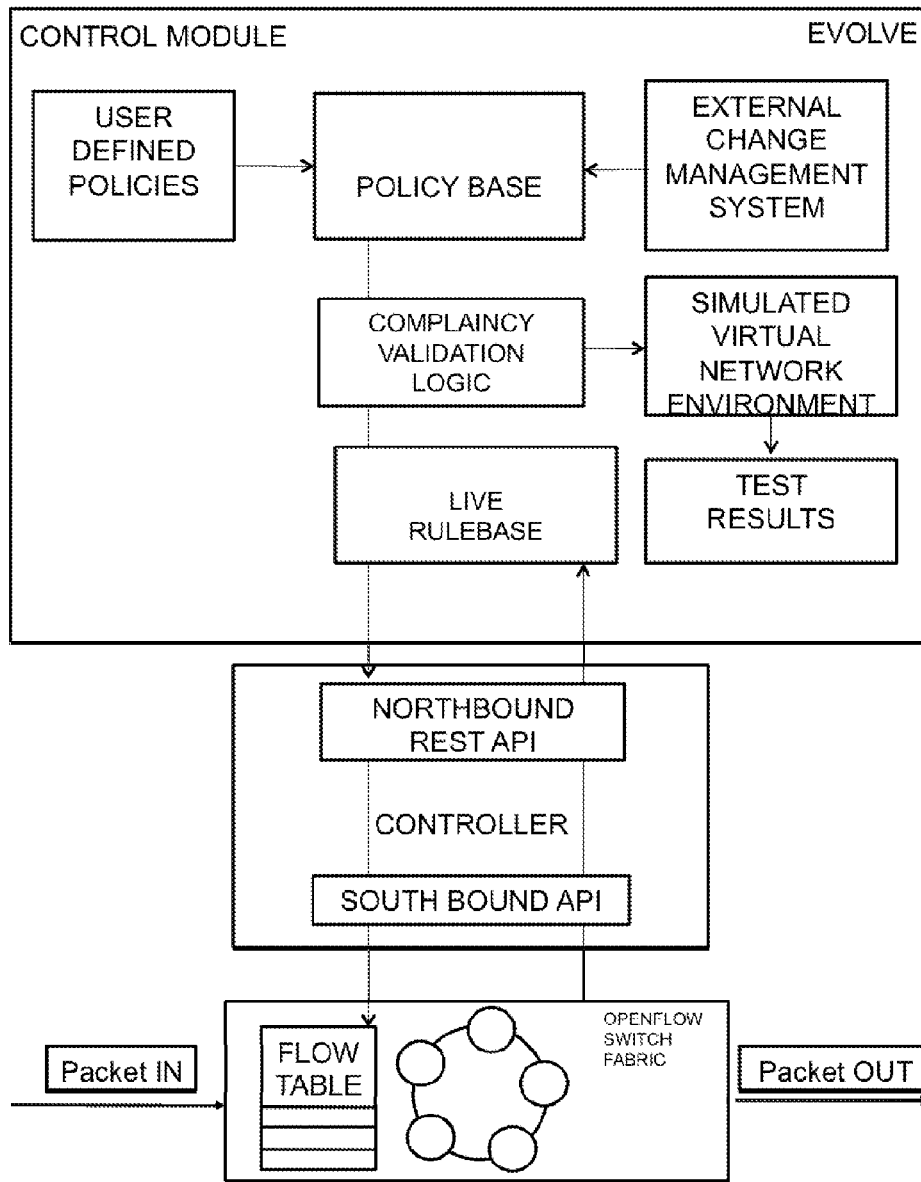 CONTROL MODULE
EVOLVE
USER
DEFINED
POLICIES
POLICY BASE
EXTERNAL
CHANGE
MANAGEMENT
SYSTEM
COMPLAINCY
VALIDATION
LOGIC
SIMULATED
VIRTUAL
NETWORK
ENVIRONMENT
LIVE
RULEBASE
TEST
RESULTS
NORTHBOUND
REST API
CONTROLLER
SOUTH BOUND API
FLOW
TABLE
OPENFLOW
SWITCH
FABRIC
Packet IN
Packet OUT